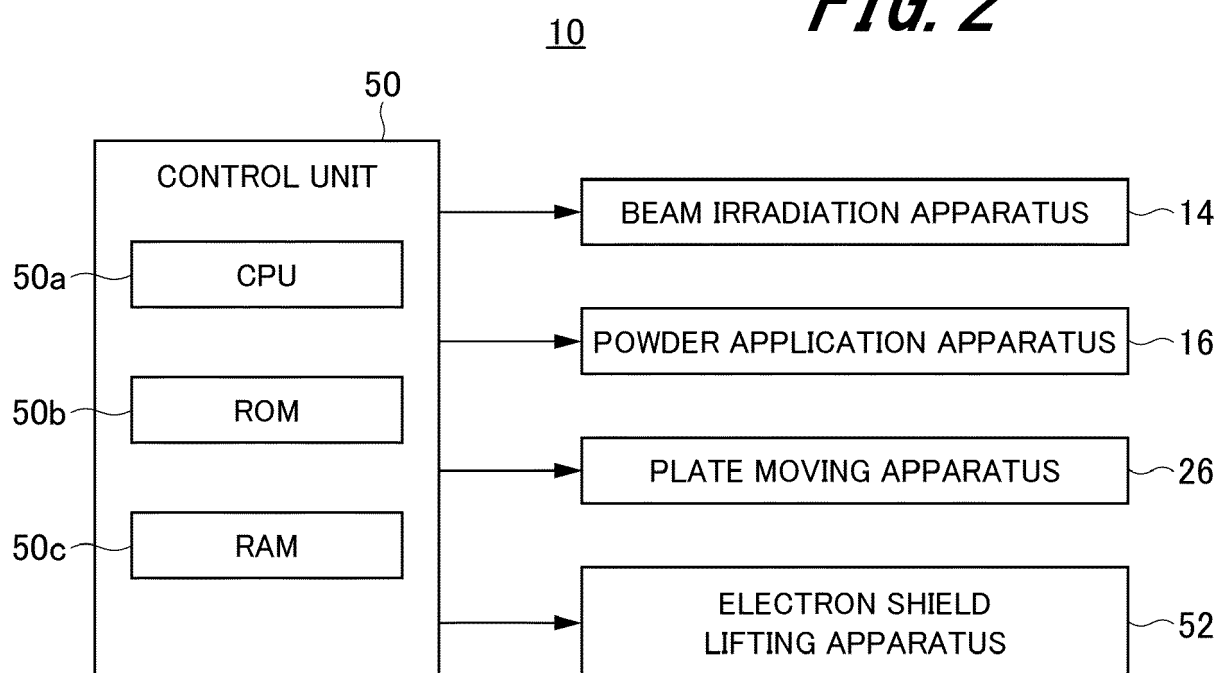 FIG. 2
10
50
CONTROL UNIT
50a
CPU
50b
ROM
50c
RAM
BEAM IRRADIATION APPARATUS
14
POWDER APPLICATION APPARATUS
16
PLATE MOVING APPARATUS
26
ELECTRON SHIELD
LIFTING APPARATUS
52